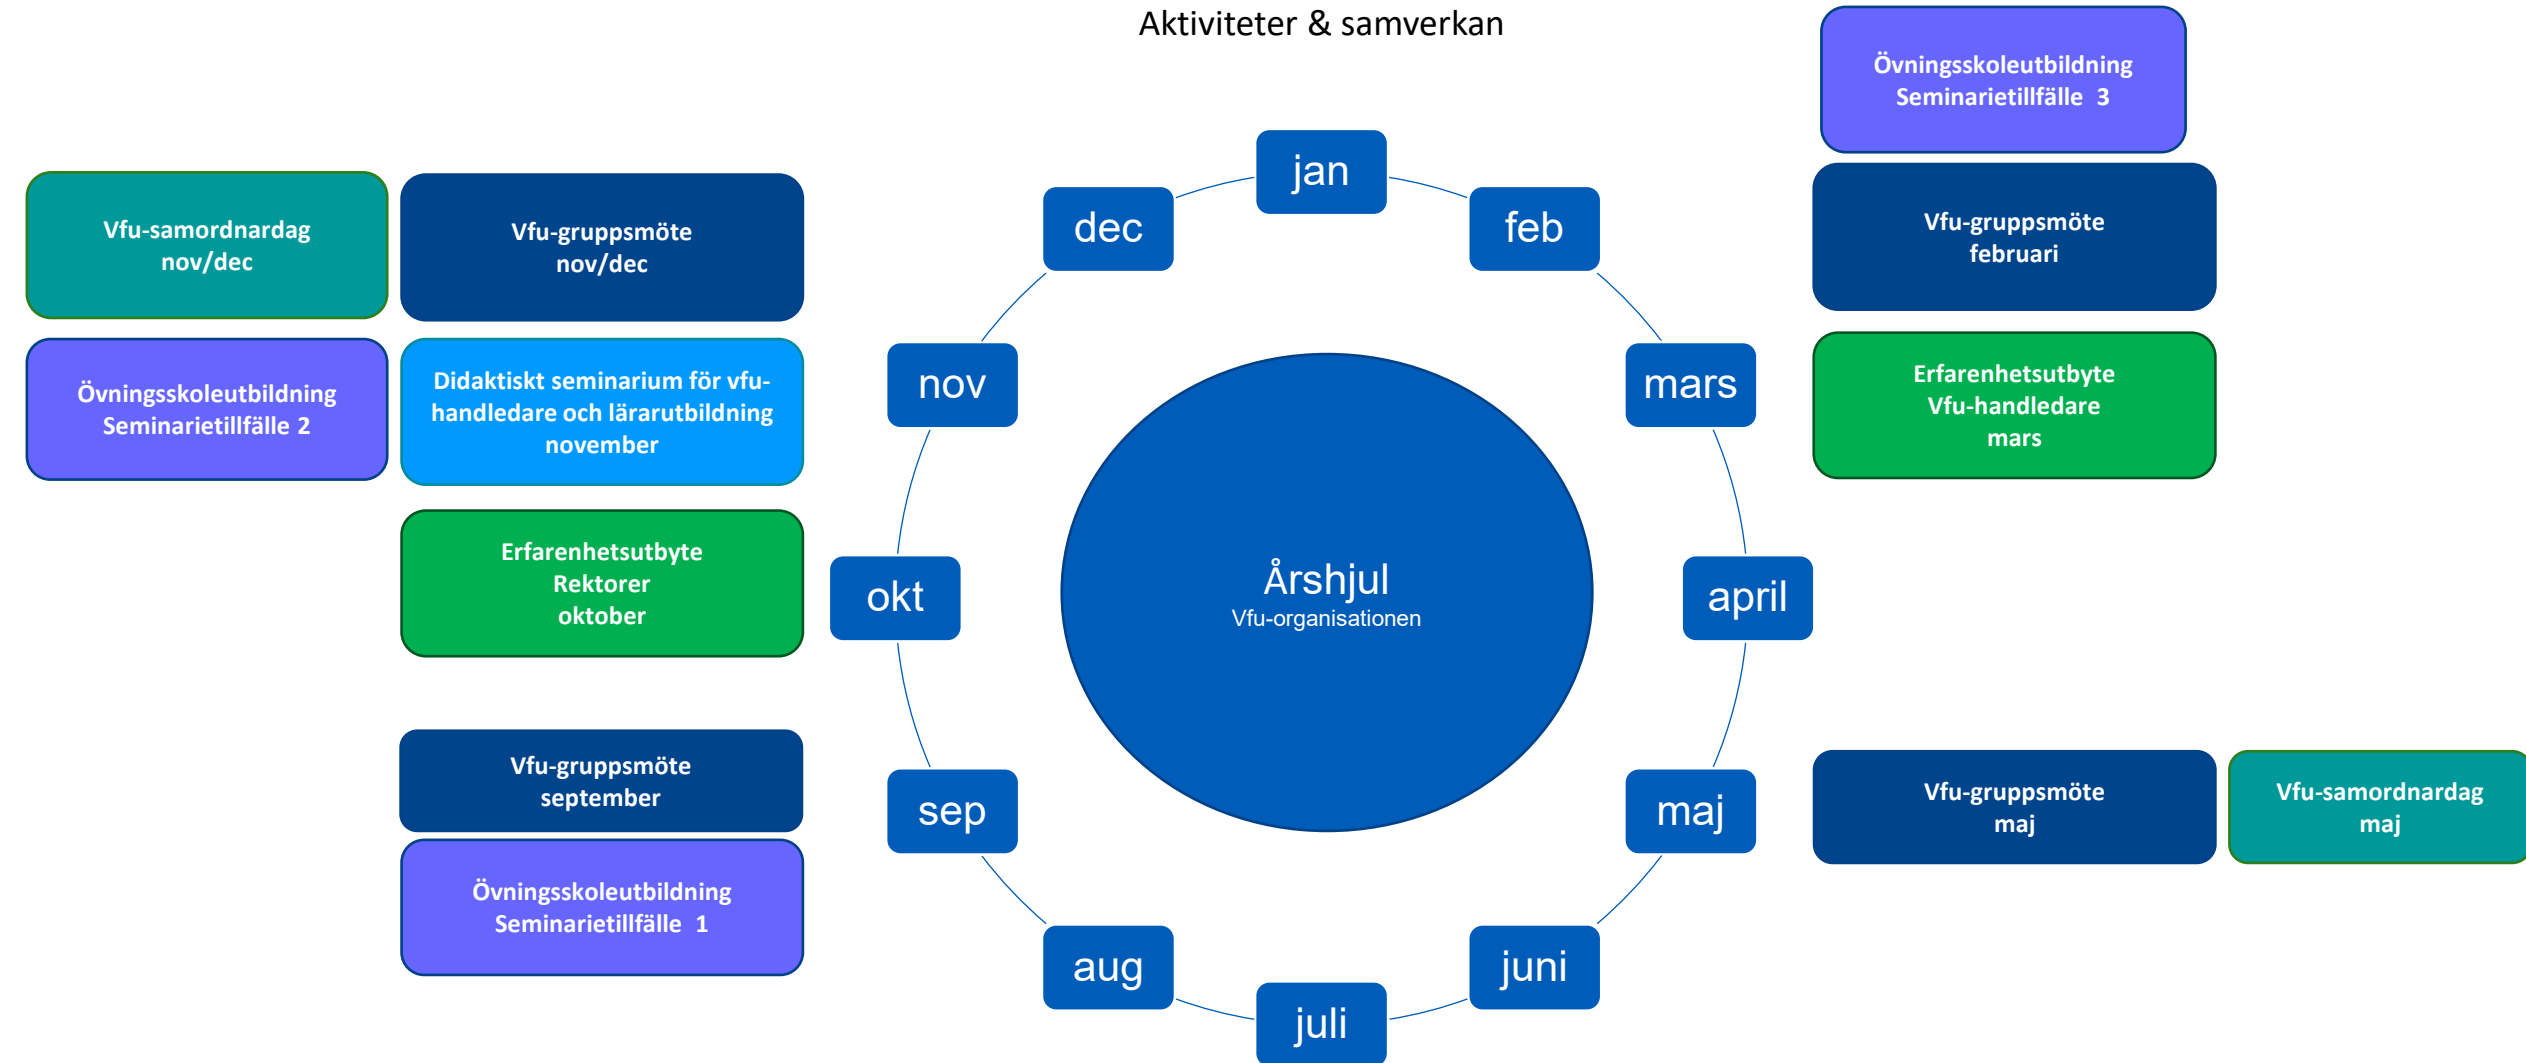 Aktiviteter & samverkan
Övningsskoleutbildning
Seminarietillfälle 3
Vfu-samordnardag
nov/dec
Vfu-gruppsmöte
nov/dec
Vfu-gruppsmöte
februari
Övningsskoleutbildning
Seminarietillfälle 2
Didaktiskt seminarium för vfu-
handledare och lärarutbildning
november
Erfarenhetsutbyte
Vfu-handledare
mars
Erfarenhetsutbyte
Rektorer
oktober
Vfu-gruppsmöte
september
Övningsskoleutbildning
Seminarietillfälle 1
Vfu-gruppsmöte
maj
Vfu-samordnardag
maj
jan
feb
mars
april
maj
juni
juli
aug
sep
okt
nov
dec
Årshjul
Vfu-organisationen